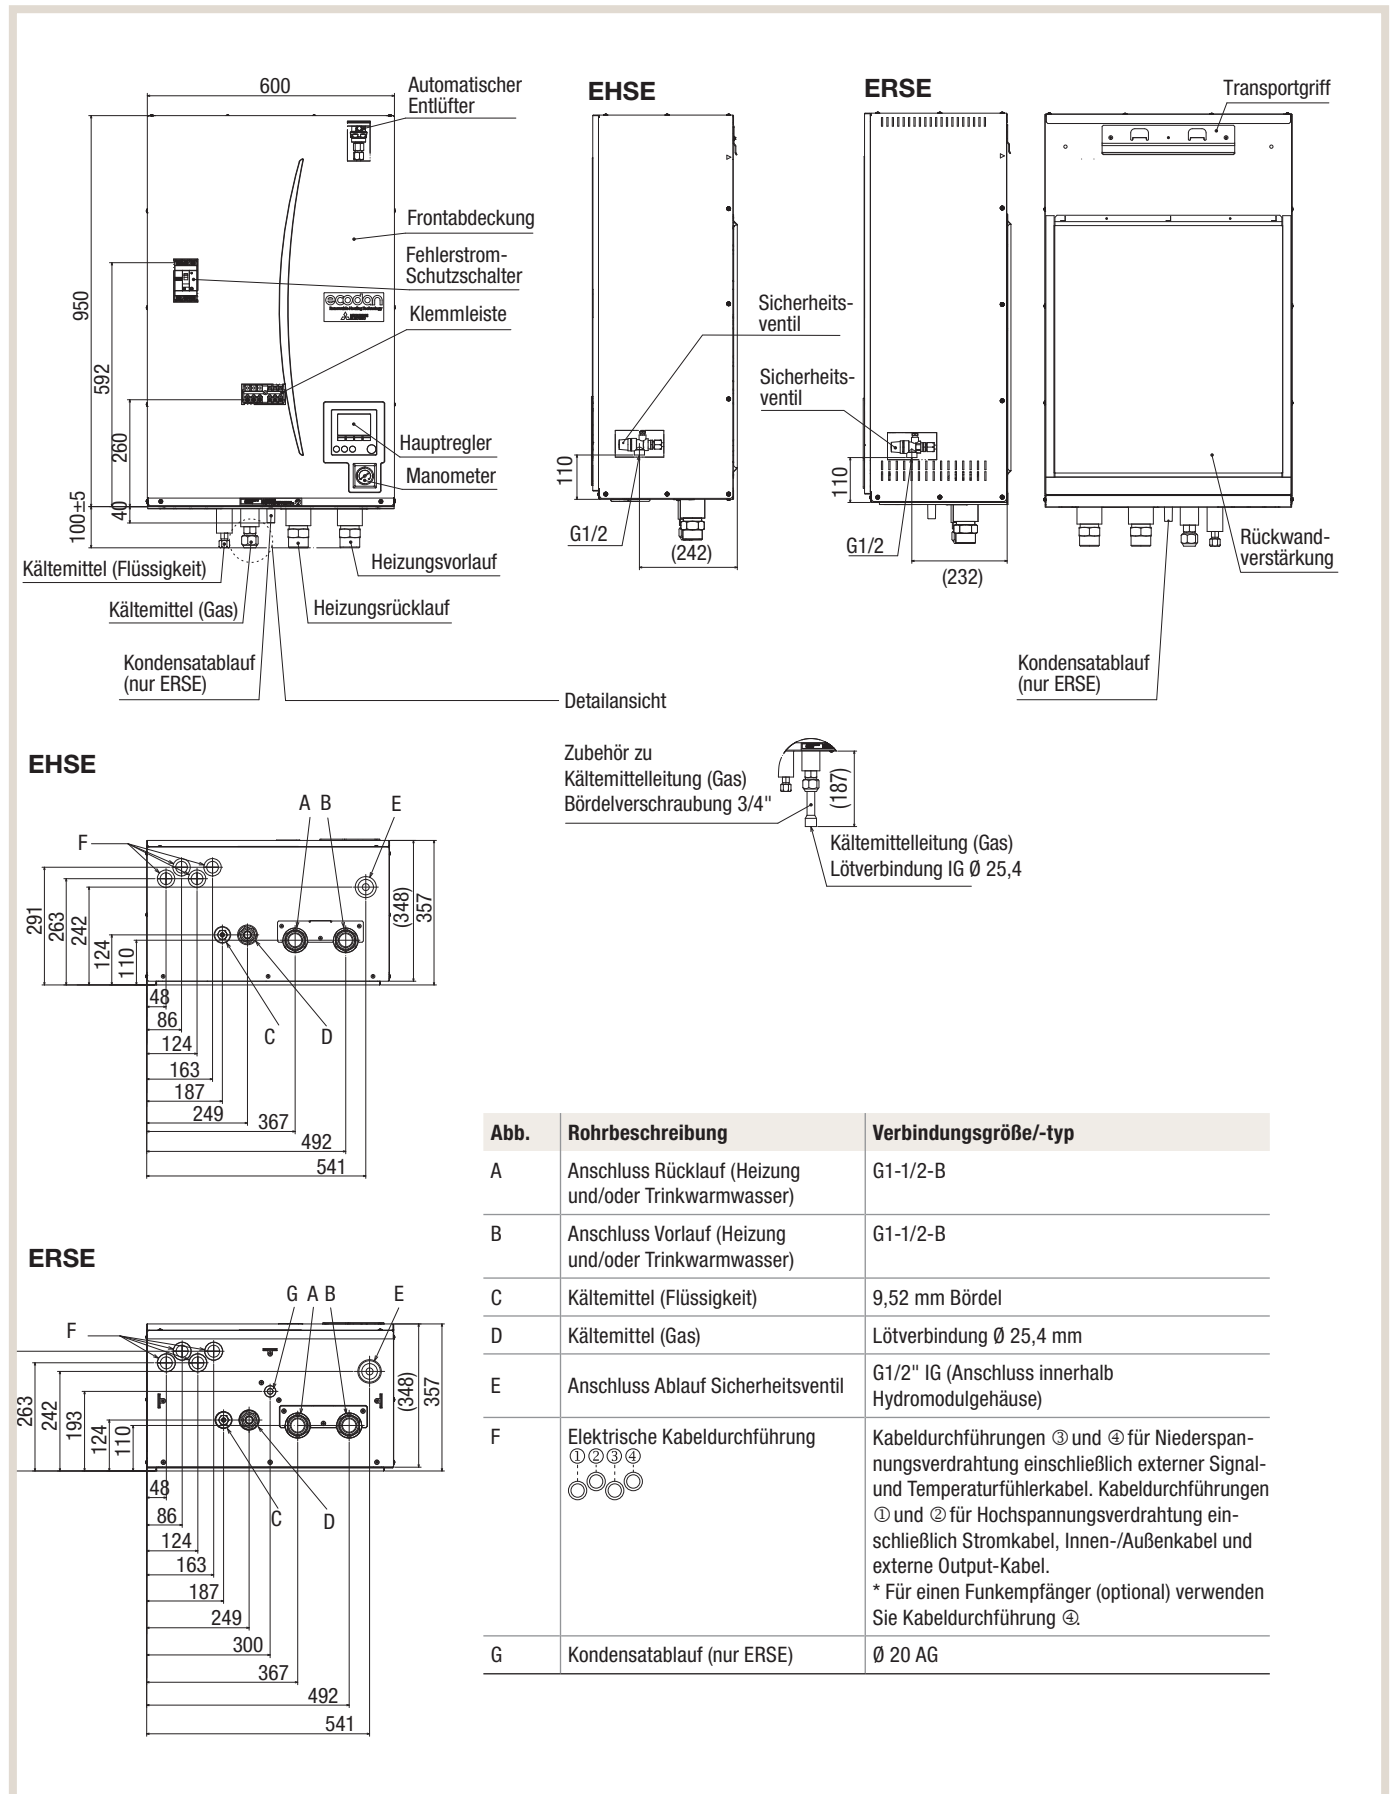 600
Automatischer
Entlüfter
EHSE
ERSE
Transportgriff
Frontabdeckung
Fehlerstrom-
Schutzschalter
ecodan
Klemmleiste
950
592
260
100±5
40
Hauptregler
Manometer
Sicherheits-
ventil
Sicherheits-
ventil
110
110
G1/2
(242)
G1/2
(232)
Rückwand-
verstärkung
Kältemittel (Flüssigkeit)
Heizungsvorlauf
Kältemittel (Gas)
Heizungsrücklauf
Kondensatablauf
(nur ERSE)
Kondensatablauf
(nur ERSE)
Detailansicht
Zubehör zu
Kältemittelleitung (Gas)
Bördelverschraubung 3/4"
(187)
Kältemittelleitung (Gas)
Lötverbindung IG Ø 25,4
EHSE
A B E
F
291
263
242
124
110
(348)
357
48
86
124
163
187
249
367
492
541
C D
ERSE
G A B E
F
263
242
193
124
110
(348)
357
48
86
124
163
187
249
300
367
492
541
C D
Abb. Rohrbeschreibung Verbindungsgröße/-typ
A Anschluss Rücklauf (Heizung
und/oder Trinkwarmwasser) G1-1/2-B
B Anschluss Vorlauf (Heizung
und/oder Trinkwarmwasser) G1-1/2-B
C Kältemittel (Flüssigkeit) 9,52 mm Bördel
D Kältemittel (Gas) Lötverbindung Ø 25,4 mm
E Anschluss Ablauf Sicherheitsventil G1/2" IG (Anschluss innerhalb
Hydromodulgehäuse)
F Elektrische Kabeldurchführung
①②③④
Kabeldurchführungen ③ und ④ für Niederspan-
nungsverdrahtung einschließlich externer Signal-
und Temperaturfühlerkabel. Kabeldurchführungen
① und ② für Hochspannungsverdrahtung ein-
schließlich Stromkabel, Innen-/Außenkabel und
externe Output-Kabel.
* Für einen Funkempfänger (optional) verwenden
Sie Kabeldurchführung ④.
G Kondensatablauf (nur ERSE) Ø 20 AG